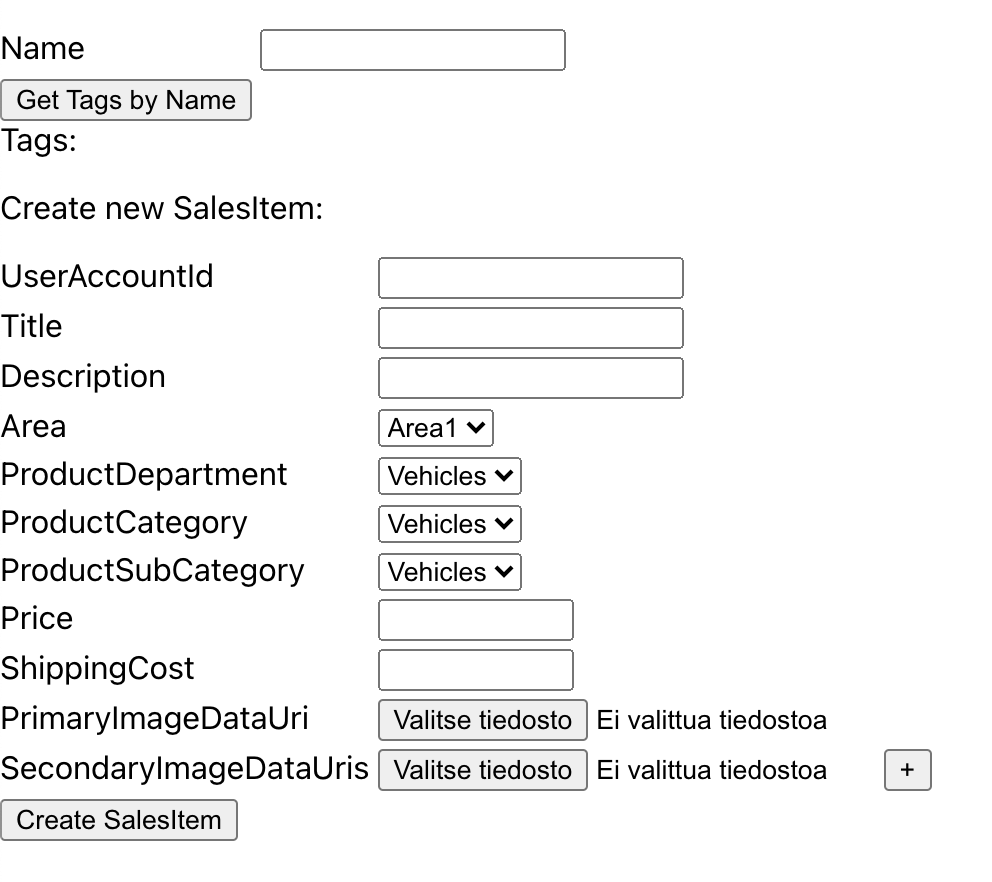 Name
Get Tags by Name
Tags:
Create new SalesItem:
UserAccountId
Title
Description
Area Area1
ProductDepartment Vehicles
ProductCategory Vehicles
ProductSubCategory Vehicles
Price
ShippingCost
PrimaryImageDataUri Valitse tiedosto Ei valittua tiedostoa
SecondaryImageDataUris Valitse tiedosto Ei valittua tiedostoa +
Create SalesItem